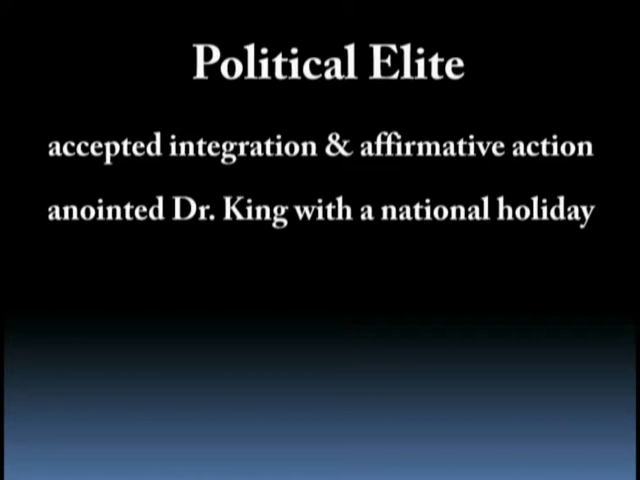 Political Elite
accepted integration & affirmative action
anointed Dr. King with a national holiday